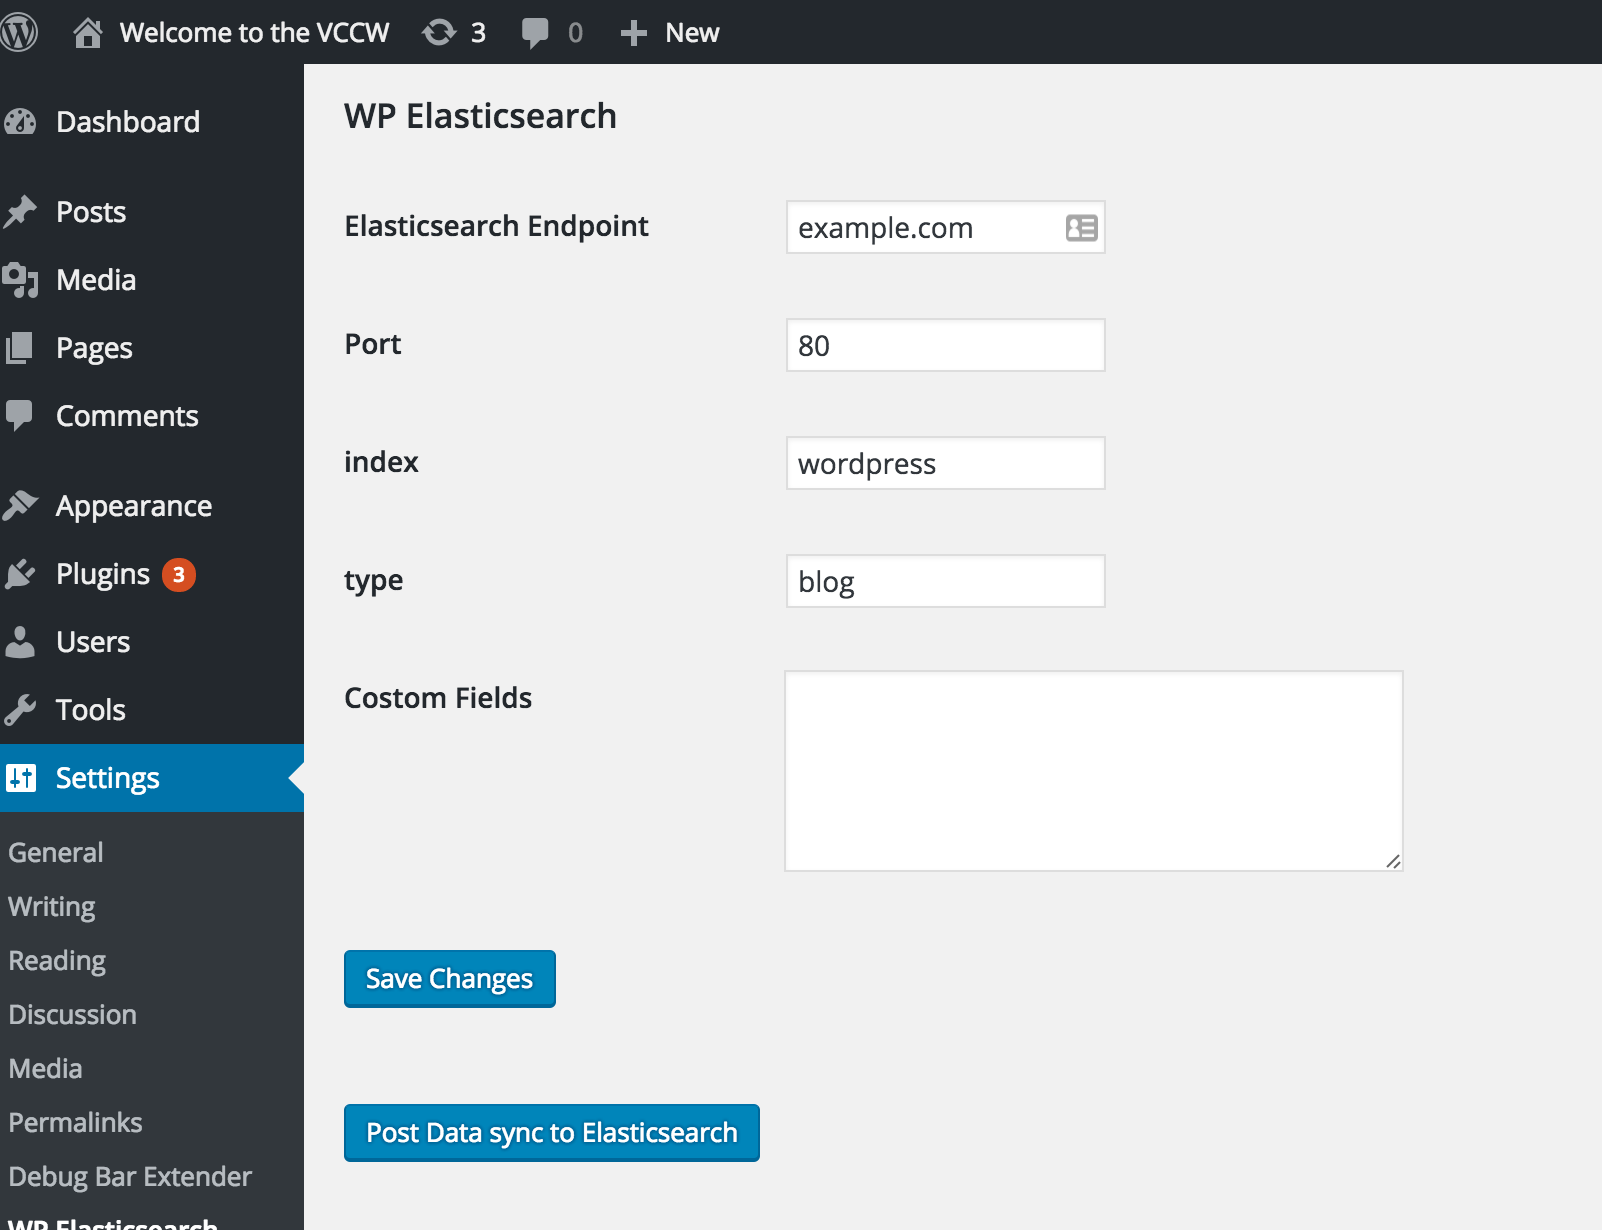 Welcome to the VCCW 3 0 New
Dashboard
Posts
Media
Pages
Comments
Appearance
Plugins 3
Users
Tools
Settings
General
Writing
Reading
Discussion
Media
Permalinks
Debug Bar Extender
WP Elasticsearch
WP Elasticsearch
Elasticsearch Endpoint example.com
Port 80
index wordpress
type blog
Costom Fields
Save Changes
Post Data sync to Elasticsearch